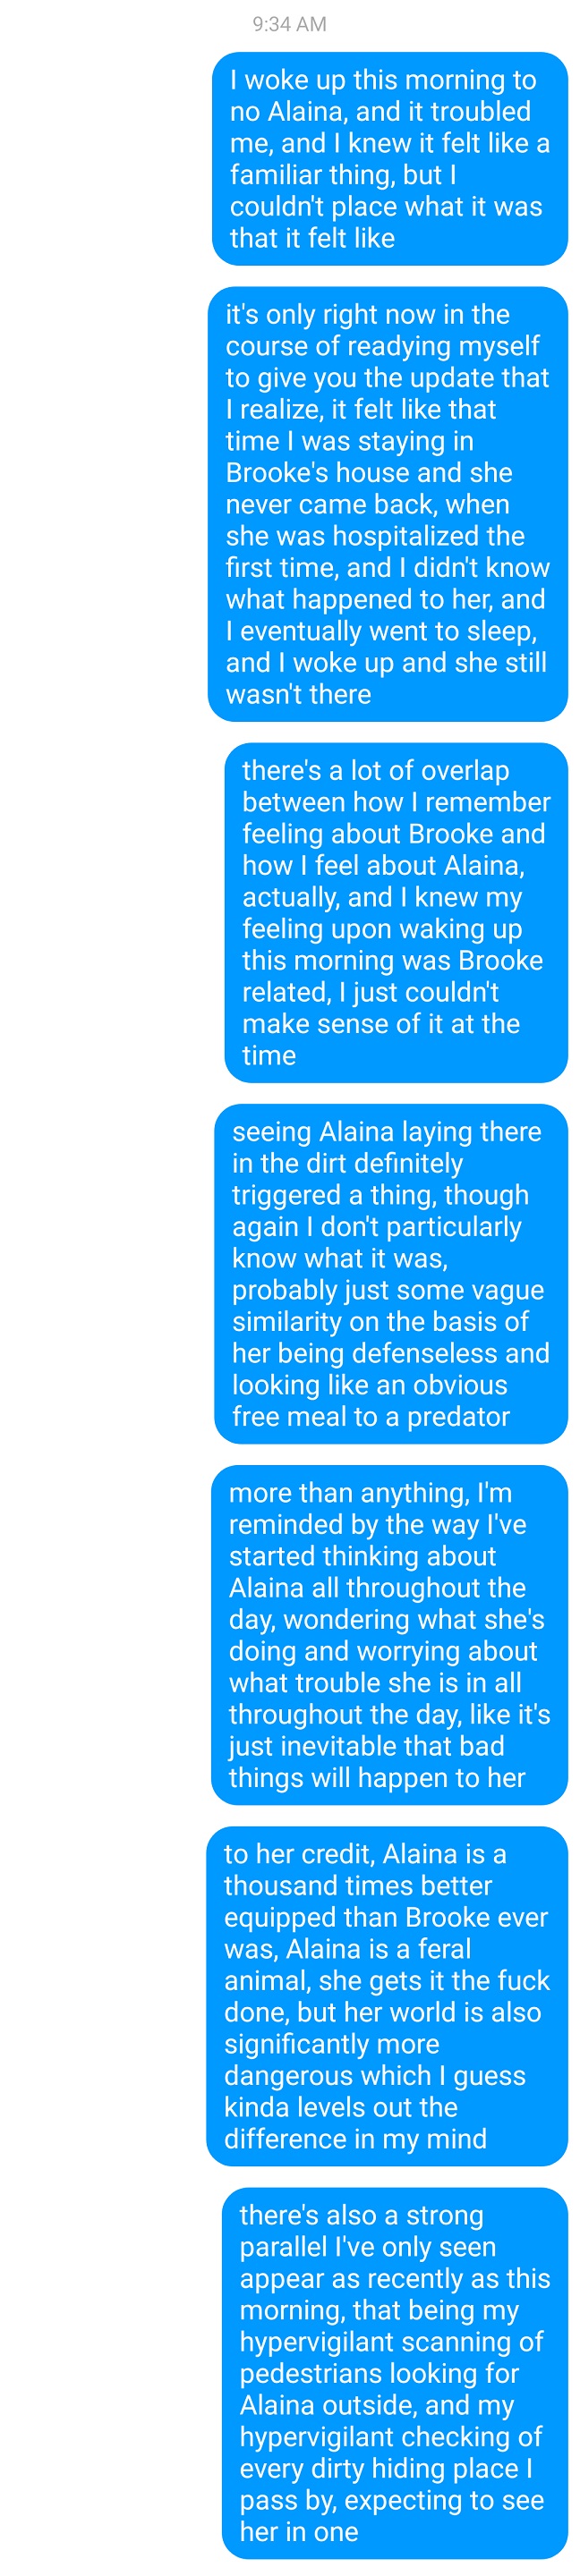 9:34 AM
I woke up this morning to
no Alaina, and it troubled
me, and I knew it felt like a
familiar thing, but I
couldn't place what it was
that it felt like
it's only right now in the
course of readying myself
to give you the update that
I realize, it felt like that
time I was staying in
Brooke's house and she
never came back, when
she was hospitalized the
first time, and I didn't know
what happened to her, and
I eventually went to sleep,
and I woke up and she still
wasn't there
there's a lot of overlap
between how I remember
feeling about Brooke and
how I feel about Alaina,
actually, and I knew my
feeling upon waking up
this morning was Brooke
related, I just couldn't
make sense of it at the
time
seeing Alaina laying there
in the dirt definitely
triggered a thing, though
again I don't particularly
know what it was,
probably just some vague
similarity on the basis of
her being defenseless and
looking like an obvious
free meal to a predator
more than anything, I'm
reminded by the way I've
started thinking about
Alaina all throughout the
day, wondering what she's
doing and worrying about
what trouble she is in all
throughout the day, like it's
just inevitable that bad
things will happen to her
to her credit, Alaina is a
thousand times better
equipped than Brooke ever
was, Alaina is a feral
animal, she gets it the fuck
done, but her world is also
significantly more
dangerous which I guess
kinda levels out the
difference in my mind
there's also a strong
parallel I've only seen
appear as recently as this
morning, that being my
hypervigilant scanning of
pedestrians looking for
Alaina outside, and my
hypervigilant checking of
every dirty hiding place I
pass by, expecting to see
her in one